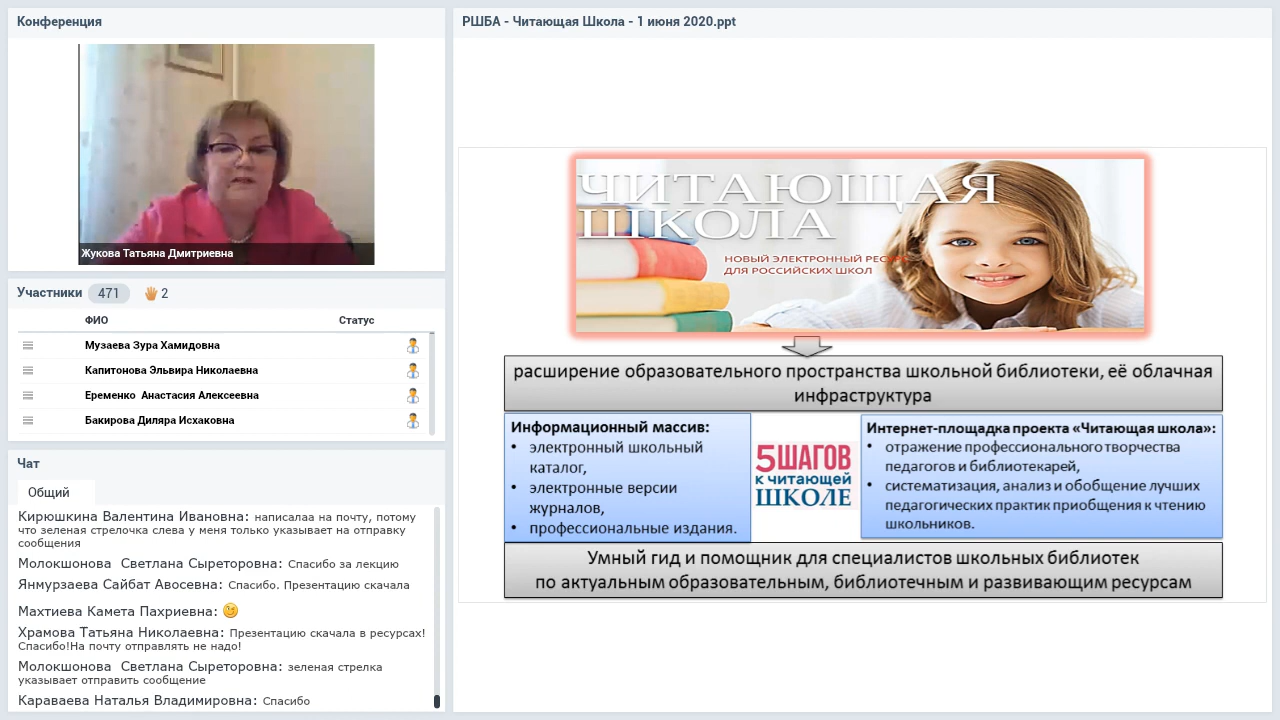 Конференция
Жукова Татьяна Дмитриевна
Участники 471 2
ФИО Статус
Музаева Зура Хамидовна
Капитонова Эльвира Николаевна
Еременко Анастасия Алексеевна
Бакирова Диляра Исхаковна
Чат
Общий
Кирюшкина Валентина Ивановна: написалаа на почту, потому
что зеленая стрелочка слева у меня только указывает на отправку
сообщения
Молокшонова Светлана Сыреторовна: Спасибо за лекцию
Янмурзаева Сайбат Авосевна: Спасибо. Презентацию скачала
Махтиева Камета Пахриевна:
Храмова Татьяна Николаевна: Презентацию скачала в ресурсах!
Спасибо!На почту отправлять не надо!
Молокшонова Светлана Сыреторовна: зеленая стрелка
указывает отправить сообщение
Караваева Наталья Владимировна: Спасибо
РШБА - Читающая Школа - 1 июня 2020.ppt
ЧИТАЮЩАЯ
ШКОЛА
НОВЫЙ ЭЛЕКТРОННЫЙ РЕСУРС
ДЛЯ РОССИЙСКИХ ШКОЛ
расширение образовательного пространства школьной библиотеки, её облачная
инфраструктура
Информационный массив:
• электронный школьный
каталог,
• электронные версии
журналов,
• профессиональные издания.
5 ШАГОВ
к читающей
ШКОЛЕ
Интернет-площадка проекта «Читающая школа»:
• отражение профессионального творчества
педагогов и библиотекарей,
• систематизация, анализ и обобщение лучших
педагогических практик приобщения к чтению
школьников.
Умный гид и помощник для специалистов школьных библиотек
по актуальным образовательным, библиотечным и развивающим ресурсам